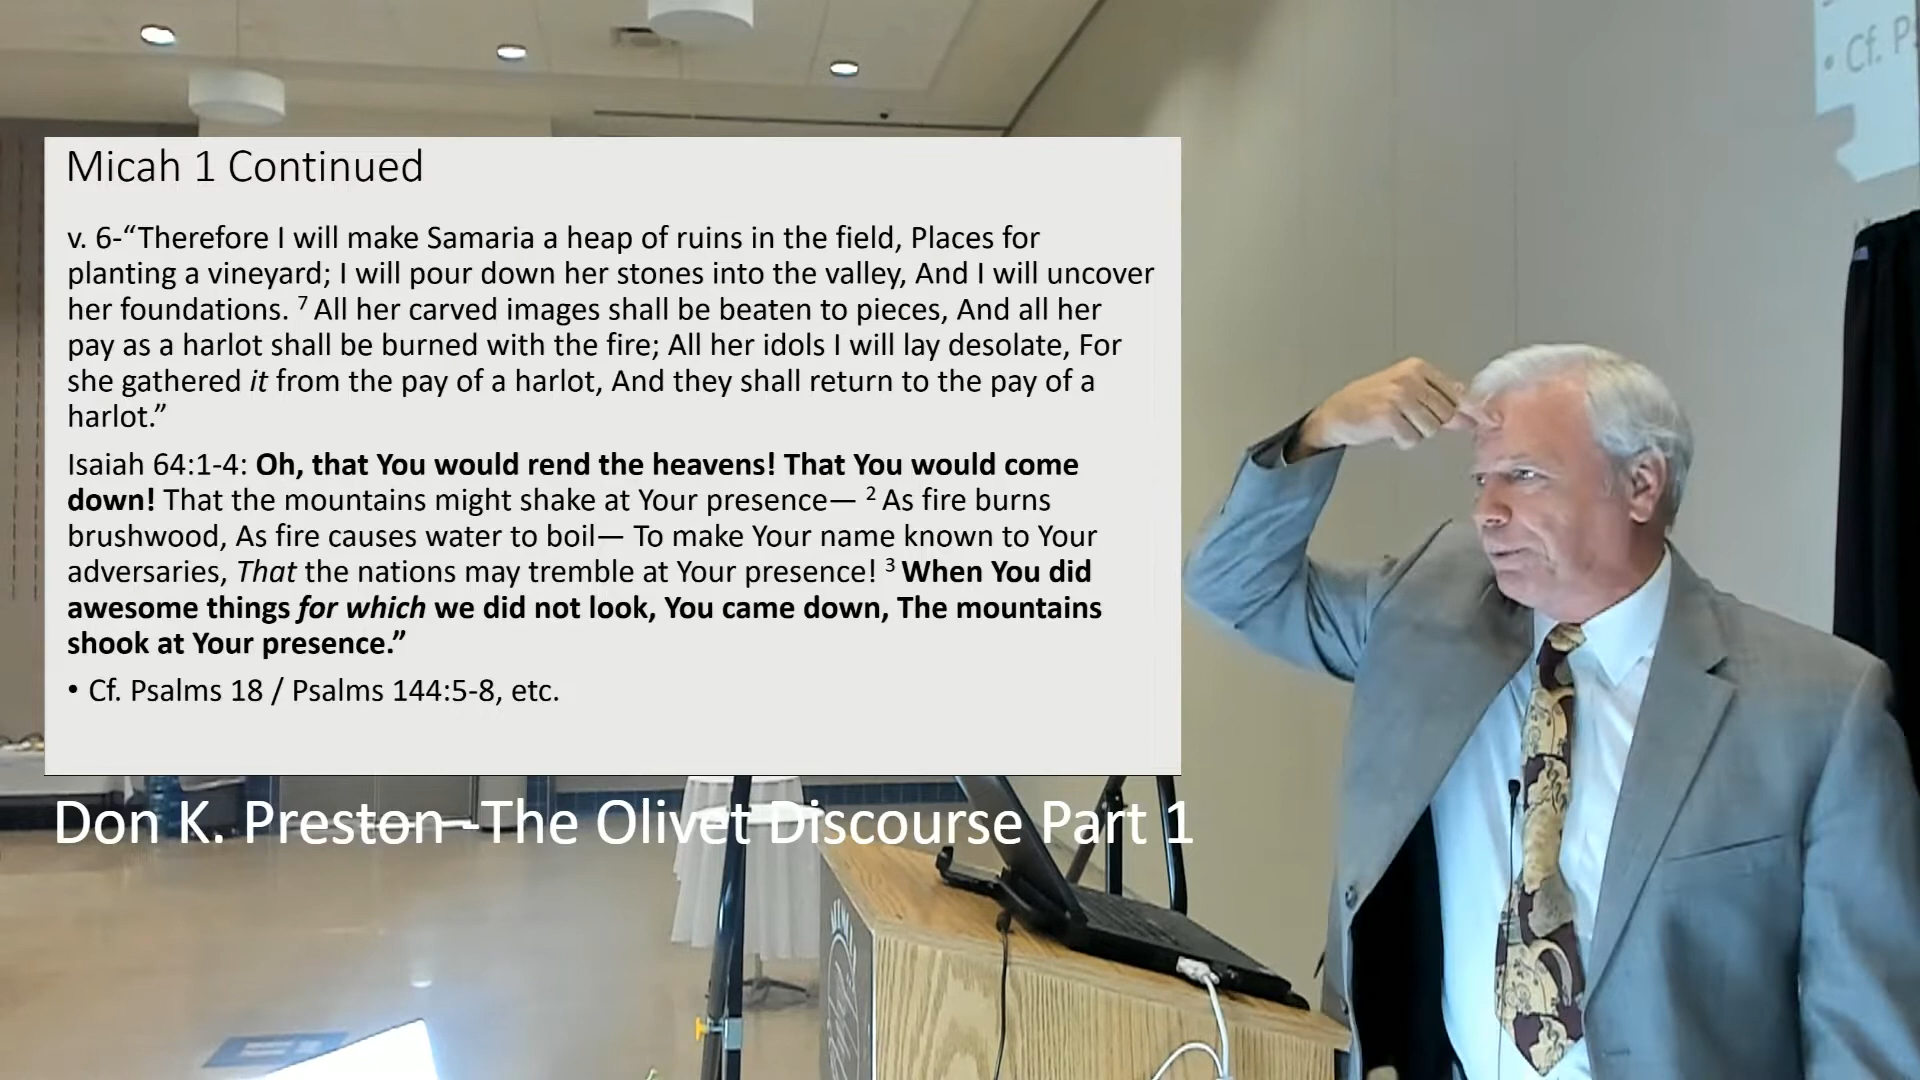 Micah 1 Continued
v. 6-“Therefore I will make Samaria a heap of ruins in the field, Places for
planting a vineyard; I will pour down her stones into the valley, And I will uncover
her foundations. ⁷ All her carved images shall be beaten to pieces, And all her
pay as a harlot shall be burned with the fire; All her idols I will lay desolate, For
she gathered it from the pay of a harlot, And they shall return to the pay of a
harlot.”
Isaiah 64:1-4: Oh, that You would rend the heavens! That You would come
down! That the mountains might shake at Your presence— ² As fire burns
brushwood, As fire causes water to boil— To make Your name known to Your
adversaries, That the nations may tremble at Your presence! ³ When You did
awesome things for which we did not look, You came down, The mountains
shook at Your presence.”
• Cf. Psalms 18 / Psalms 144:5-8, etc.
Don K. Preston -The Olivet Discourse Part 1
• Cf. Ps